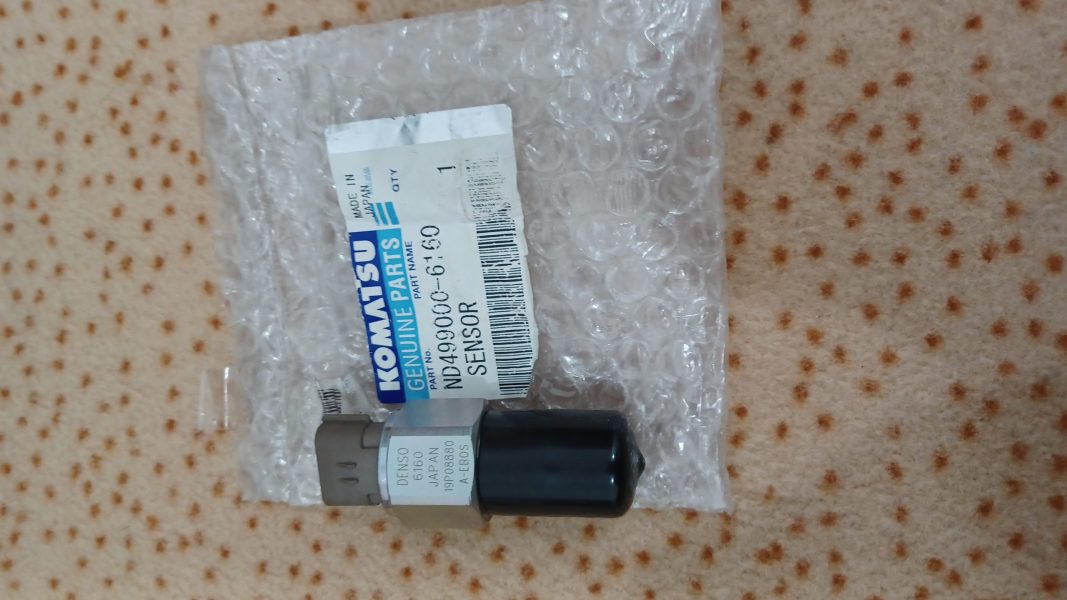 KOMATSU
MADE IN
JAPAN
GENUINE PARTS
PART No.
PART NAME
QTY
ND499000-6160
1
SENSOR
DENSO
6160
JAPAN
19P08880
A-EB0S